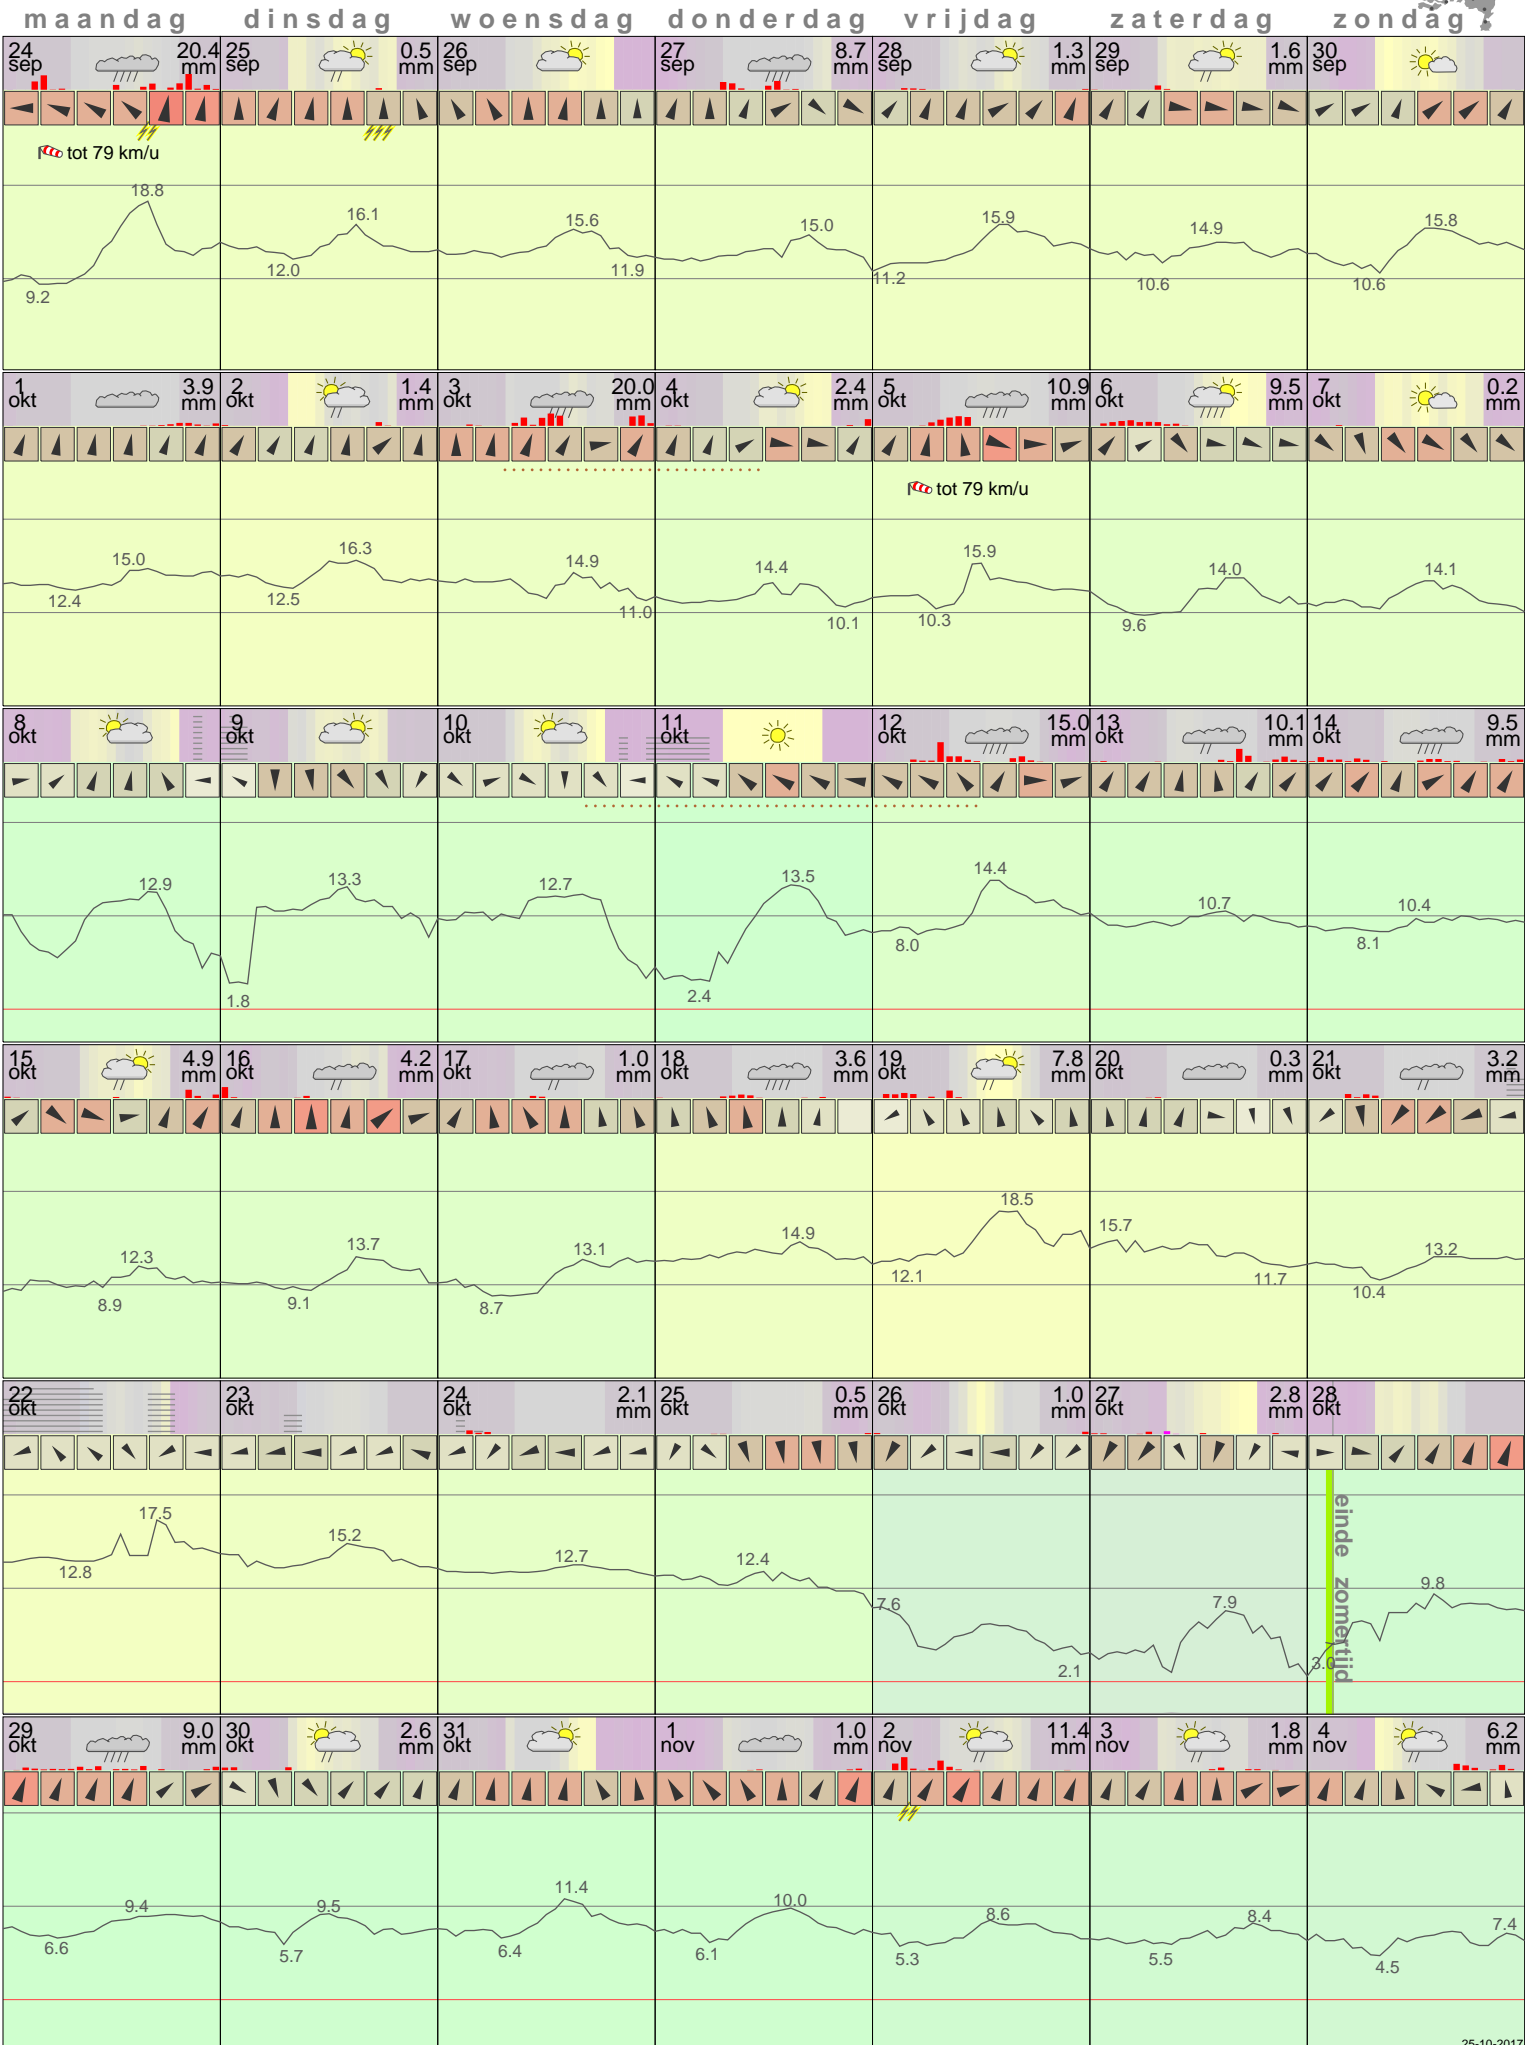 maandag dinsdag woensdag donderdag vrijdag zaterdag zondag
24 sep 20.4 mm 25 sep 0.5 mm 26 sep 27 sep 8.7 mm 28 sep 1.3 mm 29 sep 1.6 mm 30 sep
tot 79 km/u
18.8 16.1 15.6 15.0 15.9 14.9 15.8
9.2 12.0 11.9 11.2 10.6 10.6
1 okt 3.9 mm 2 okt 1.4 mm 3 okt 20.0 mm 4 okt 2.4 mm 5 okt 10.9 mm 6 okt 9.5 mm 7 okt 0.2 mm
tot 79 km/u
15.0 16.3 14.9 14.4 15.9 14.0 14.1
12.4 12.5 11.0 10.1 10.3 9.6
8 okt 9 okt 10 okt 11 okt 12 okt 15.0 mm 13 okt 10.1 mm 14 okt 9.5 mm
12.9 13.3 12.7 13.5 14.4 10.7 10.4
1.8 2.4 8.0 8.1
15 okt 4.9 mm 16 okt 4.2 mm 17 okt 1.0 mm 18 okt 3.6 mm 19 okt 7.8 mm 20 okt 0.3 mm 21 okt 3.2 mm
12.3 13.7 13.1 14.9 18.5 15.7 13.2
8.9 9.1 8.7 12.1 11.7 10.4
22 okt 23 okt 24 okt 2.1 mm 25 okt 0.5 mm 26 okt 1.0 mm 27 okt 2.8 mm 28 okt
17.5 15.2 12.7 12.4 7.6 7.9 9.8
12.8 2.1 3.0
einde zomertijd
29 okt 9.0 mm 30 okt 2.6 mm 31 okt 1 nov 1.0 mm 2 nov 11.4 mm 3 nov 1.8 mm 4 nov 6.2 mm
9.4 9.5 11.4 10.0 8.6 8.4 7.4
6.6 5.7 6.4 6.1 5.3 5.5 4.5
25-10-2017